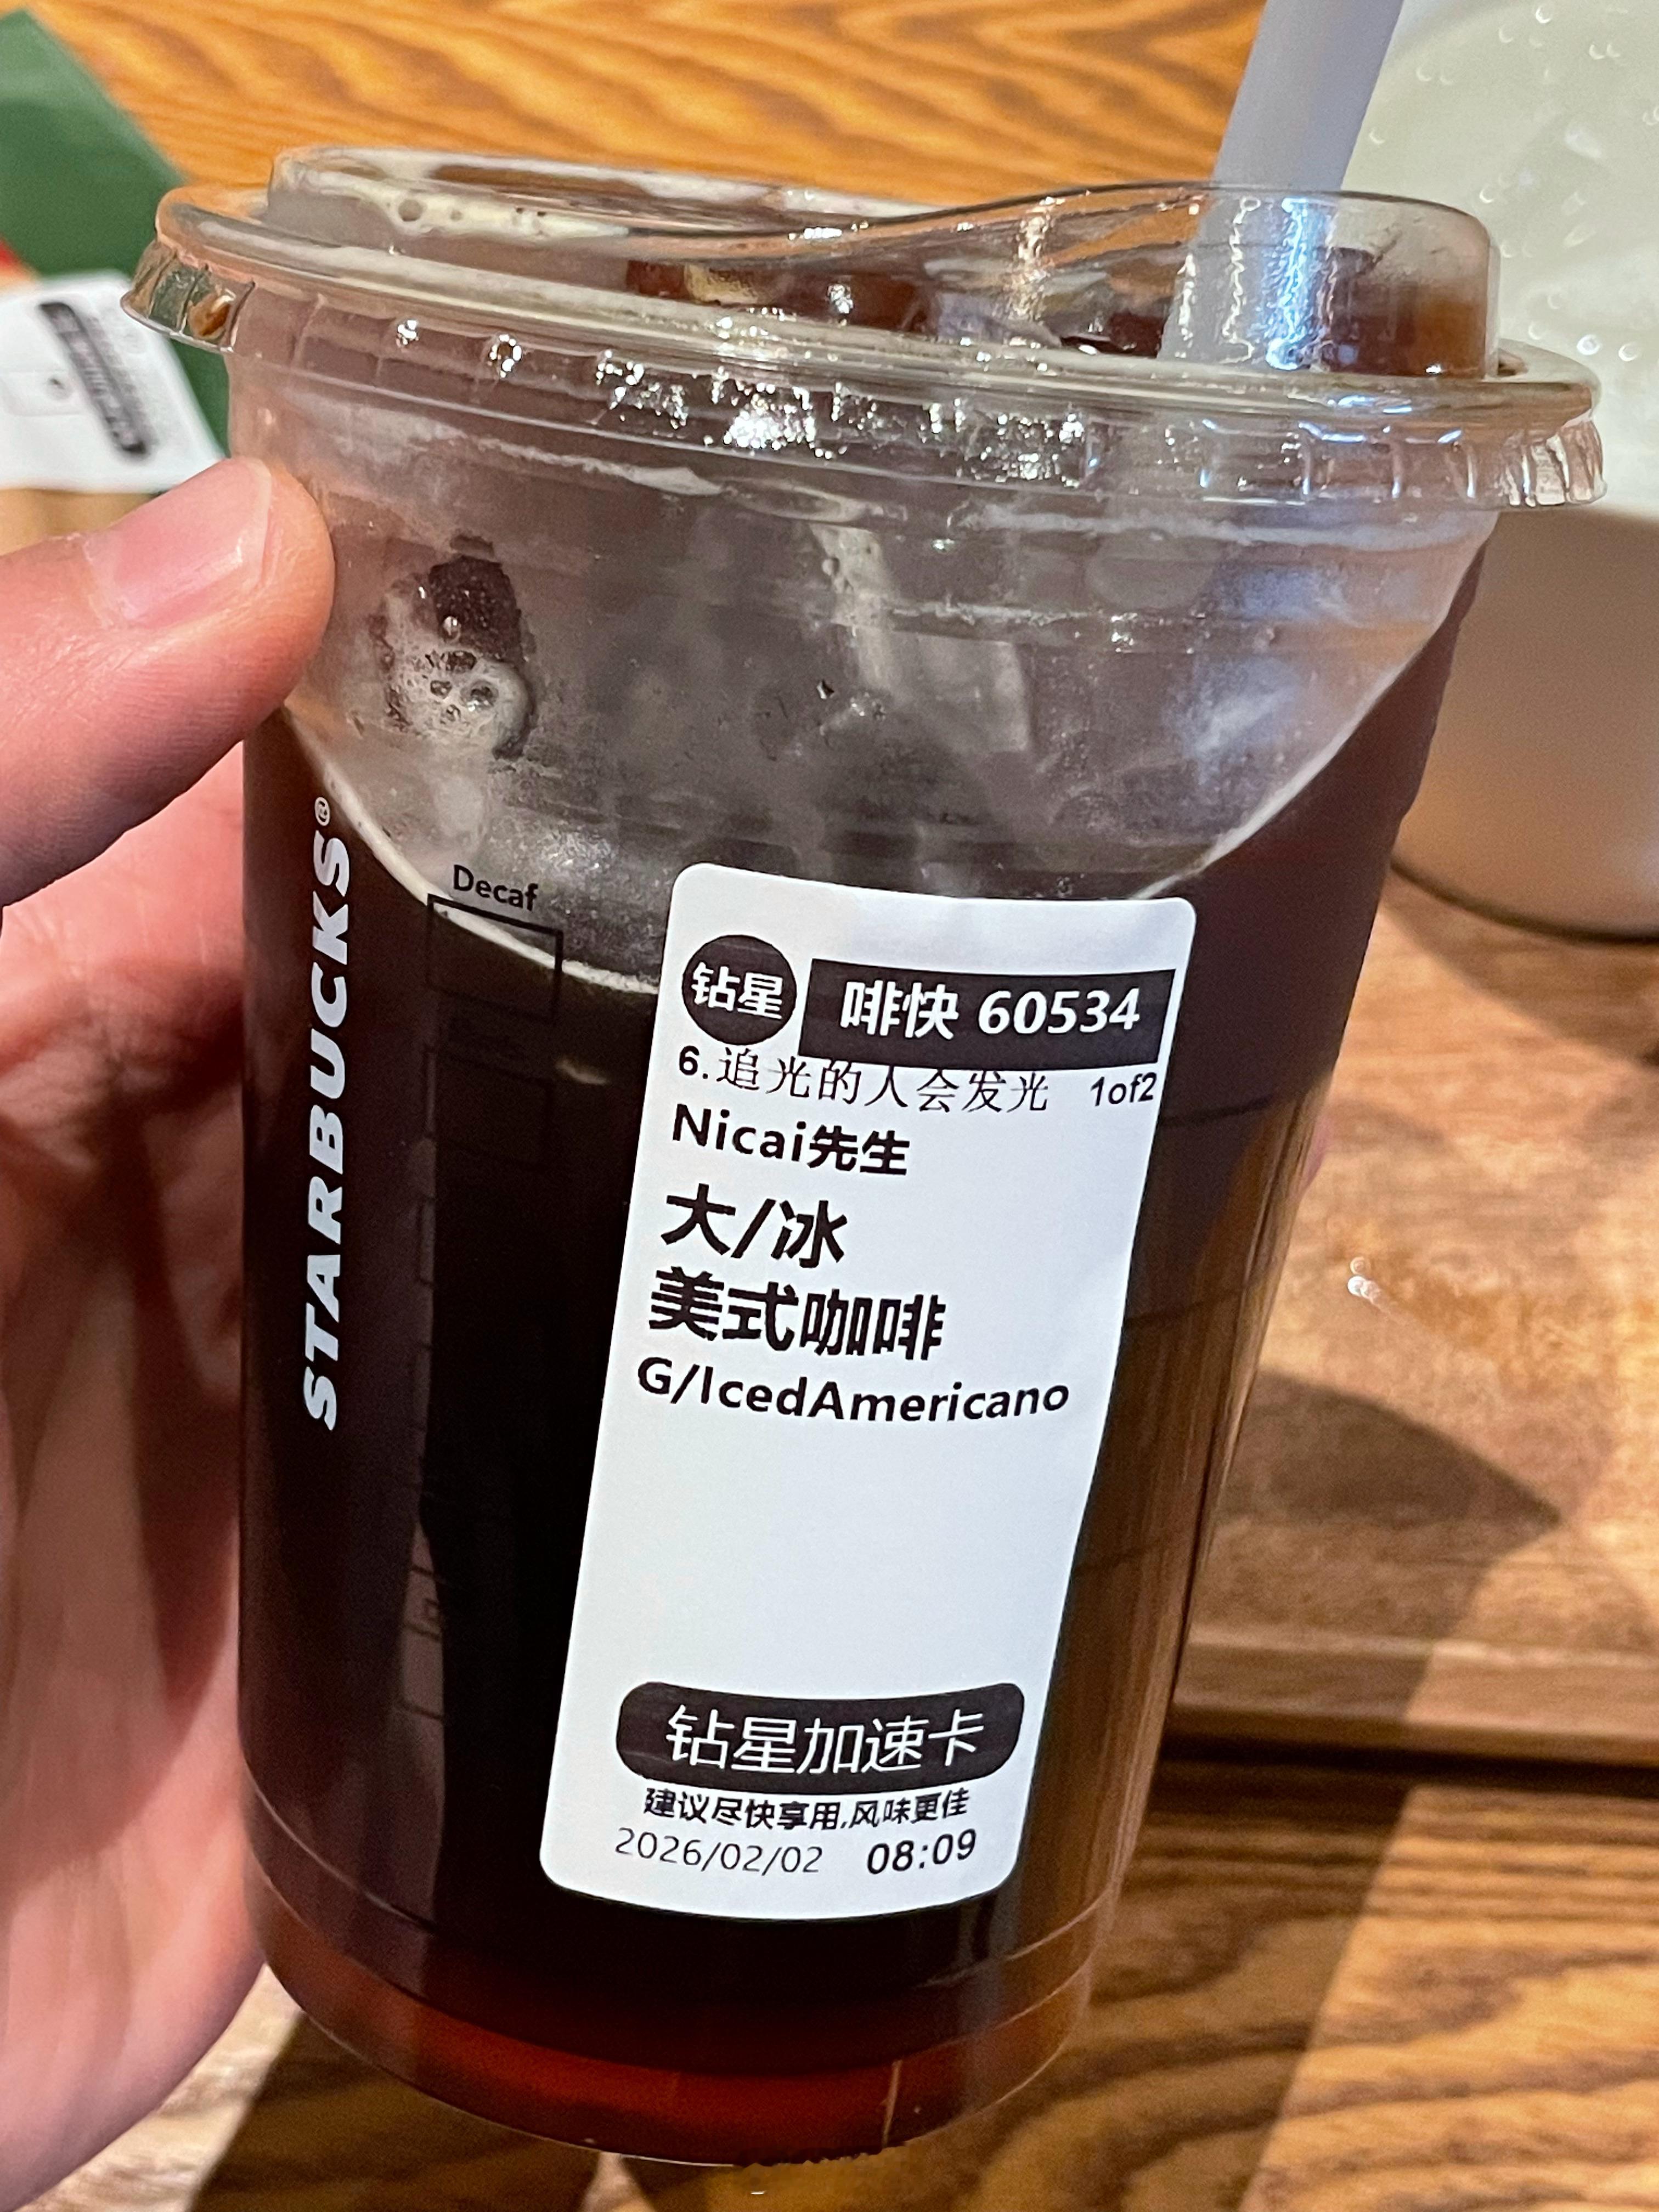 STARBUCKS®
Decaf
钻星 啡快 60534
6.追光的人会发光 1of2
Nicai先生
大/冰
美式咖啡
G/IcedAmericano
钻星加速卡
建议尽快享用,风味更佳
2026/02/02 08:09